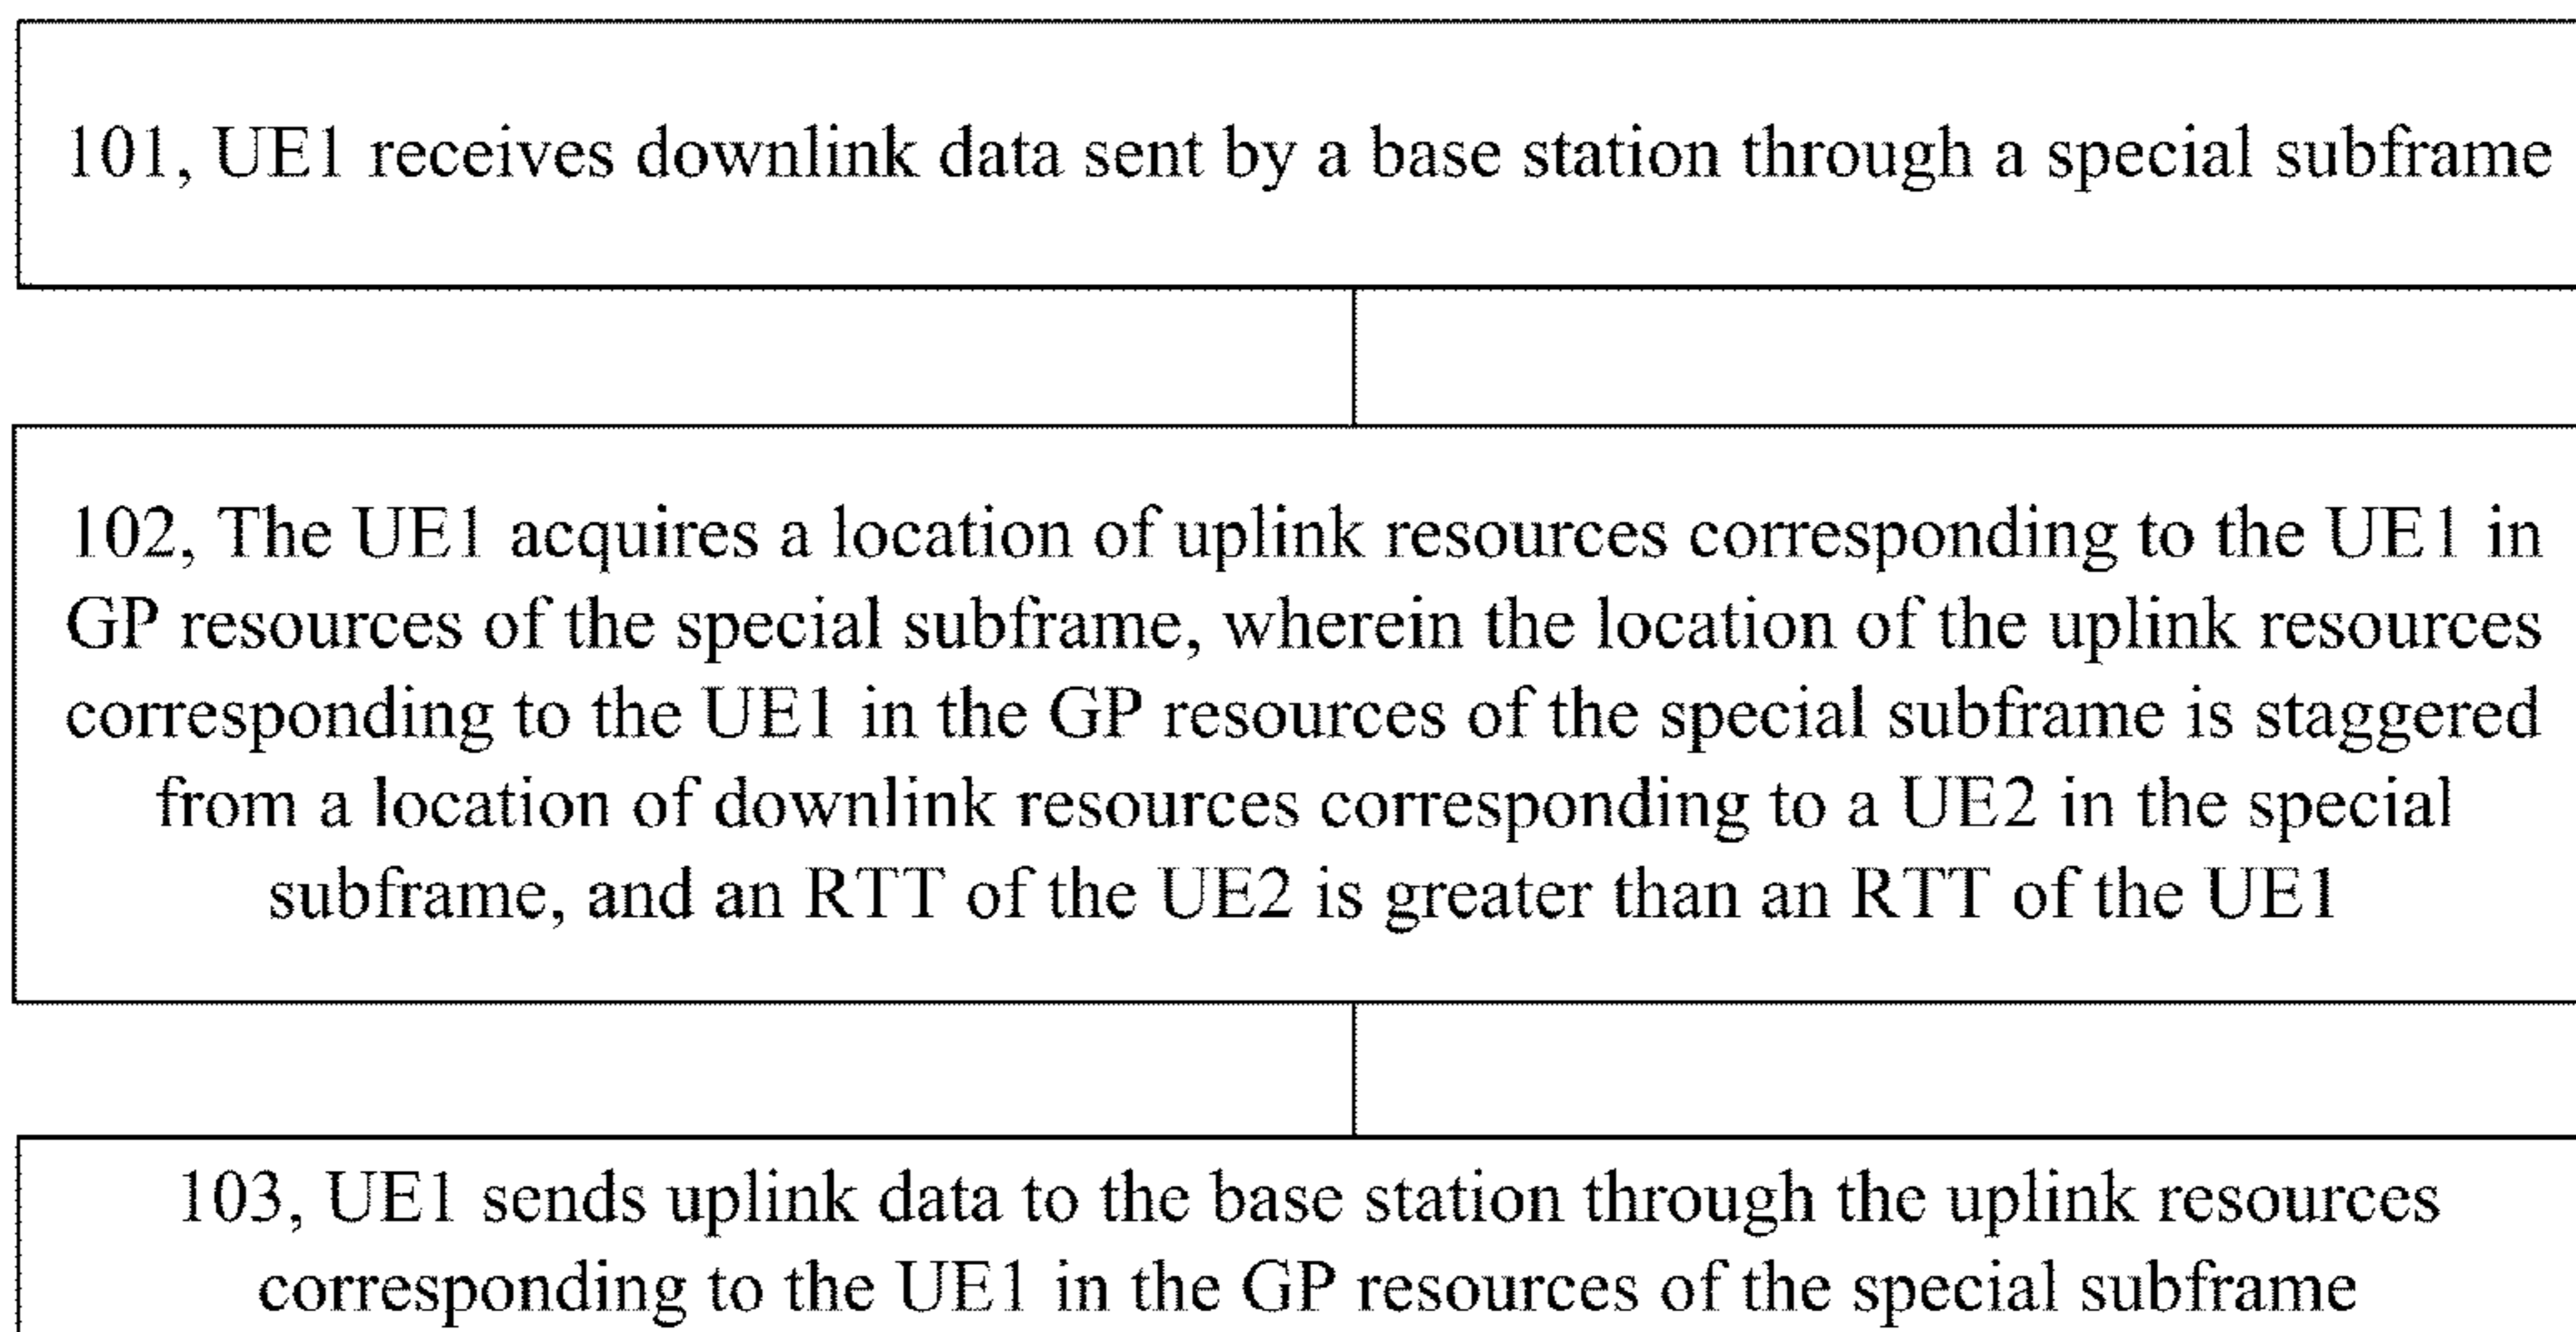 101, UE1 receives downlink data sent by a base station through a special subframe
102, The UE1 acquires a location of uplink resources corresponding to the UE1 in
GP resources of the special subframe, wherein the location of the uplink resources
corresponding to the UE1 in the GP resources of the special subframe is staggered
from a location of downlink resources corresponding to a UE2 in the special
subframe, and an RTT of the UE2 is greater than an RTT of the UE1
103, UE1 sends uplink data to the base station through the uplink resources
corresponding to the UE1 in the GP resources of the special subframe